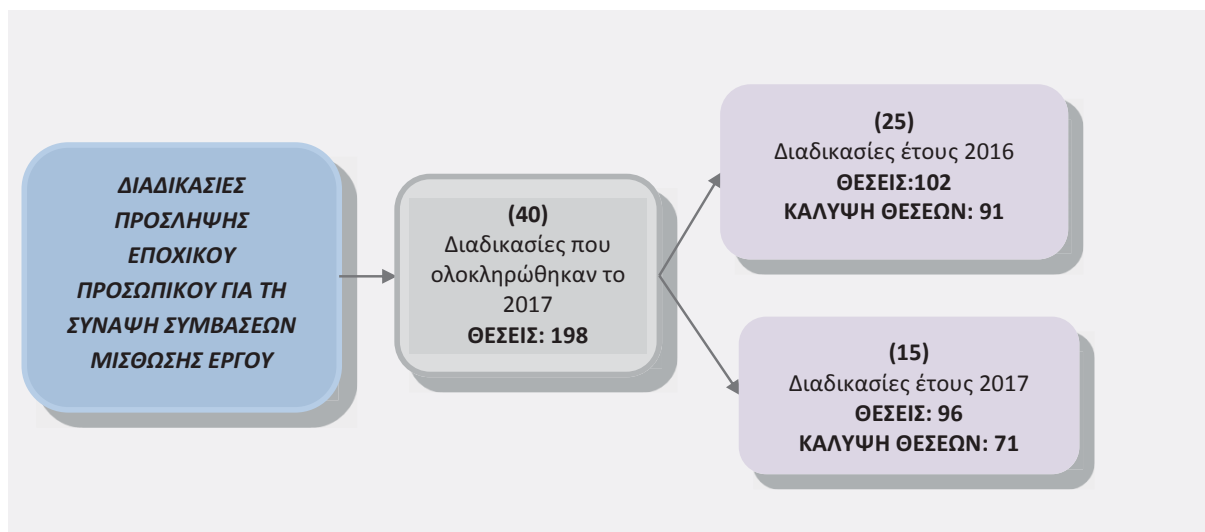 ΔΙΑΔΙΚΑΣΙΕΣ
ΠΡΟΣΛΗΨΗΣ
ΕΠΟΧΙΚΟΥ
ΠΡΟΣΩΠΙΚΟΥ ΓΙΑ ΤΗ
ΣΥΝΑΨΗ ΣΥΜΒΑΣΕΩΝ
ΜΙΣΘΩΣΗΣ ΕΡΓΟΥ
(40)
Διαδικασίες που
ολοκληρώθηκαν το
2017
ΘΕΣΕΙΣ: 198
(25)
Διαδικασίες έτους 2016
ΘΕΣΕΙΣ:102
ΚΑΛΥΨΗ ΘΕΣΕΩΝ: 91
(15)
Διαδικασίες έτους 2017
ΘΕΣΕΙΣ: 96
ΚΑΛΥΨΗ ΘΕΣΕΩΝ: 71